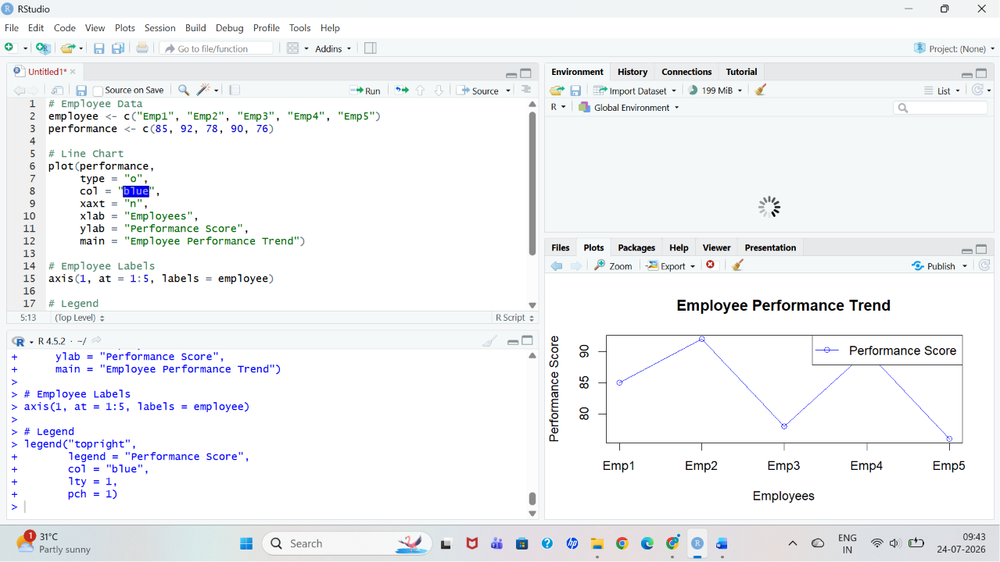 RStudio
File Edit Code View Plots Session Build Debug Profile Tools Help
Go to file/function Addins Project: (None)
Untitled1*
Source on Save Run Source
1 # Employee Data
2 employee <- c("Emp1", "Emp2", "Emp3", "Emp4", "Emp5")
3 performance <- c(85, 92, 78, 90, 76)
4
5 # Line Chart
6 plot(performance,
7 type = "o",
8 col = "blue",
9 xaxt = "n",
10 xlab = "Employees",
11 ylab = "Performance Score",
12 main = "Employee Performance Trend")
13
14 # Employee Labels
15 axis(1, at = 1:5, labels = employee)
16
17 # Legend
5:13 (Top Level) R Script
R 4.5.2 · ~/
+ ylab = "Performance Score",
+ main = "Employee Performance Trend")
>
> # Employee Labels
> axis(1, at = 1:5, labels = employee)
>
> # Legend
> legend("topright",
+ legend = "Performance Score",
+ col = "blue",
+ lty = 1,
+ pch = 1)
>
Environment History Connections Tutorial
Import Dataset 199 MiB List
R Global Environment
Files Plots Packages Help Viewer Presentation
Zoom Export Publish
Employee Performance Trend
Performance Score
90
85
80
Performance Score
Emp1 Emp2 Emp3 Emp4 Emp5
Employees
1
31°C
Partly sunny
Search
ENG
IN
09:43
24-07-2026